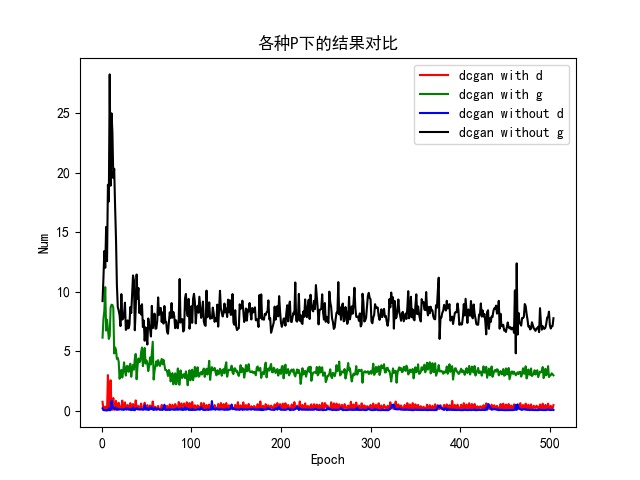 各种P下的结果对比
dcgan with d
dcgan with g
dcgan without d
dcgan without g
Num
25
20
15
10
5
0
0 100 200 300 400 500
Epoch